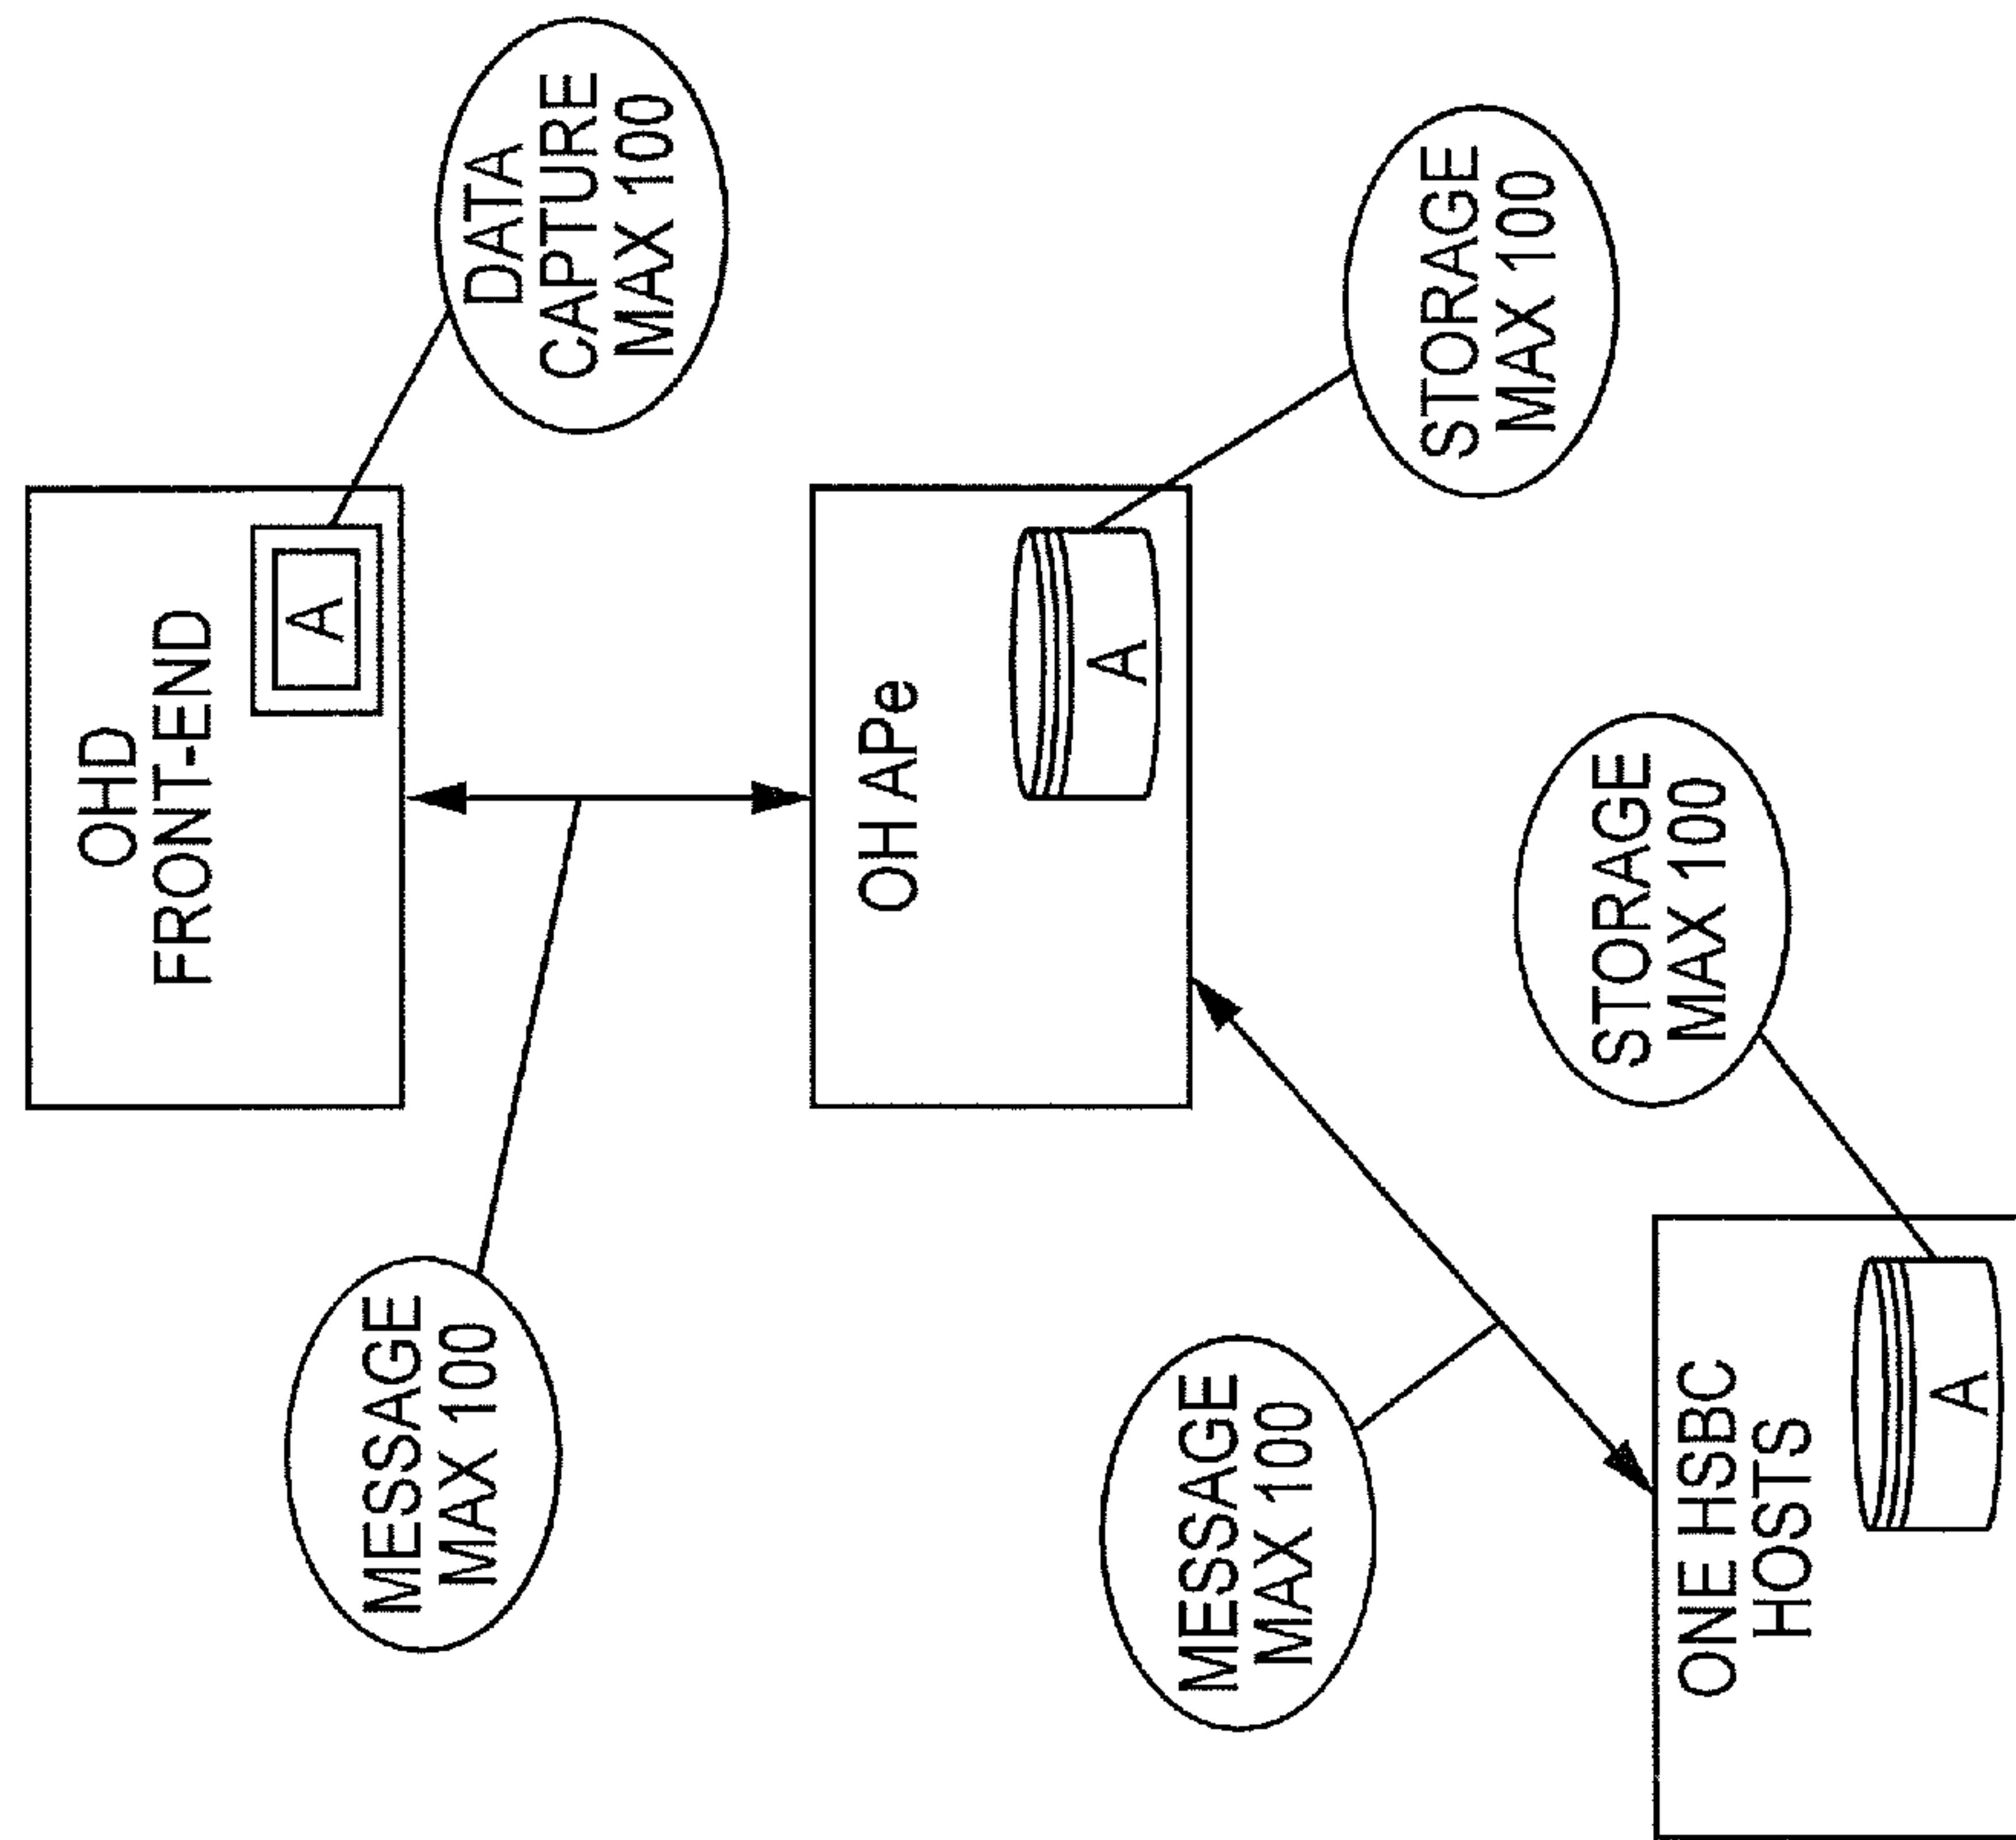 OHD
FRONT-END
A
DATA
CAPTURE
MAX 100
MESSAGE
MAX 100
OH APe
A
STORAGE
MAX 100
MESSAGE
MAX 100
STORAGE
MAX 100
ONE HSBC
HOSTS
A